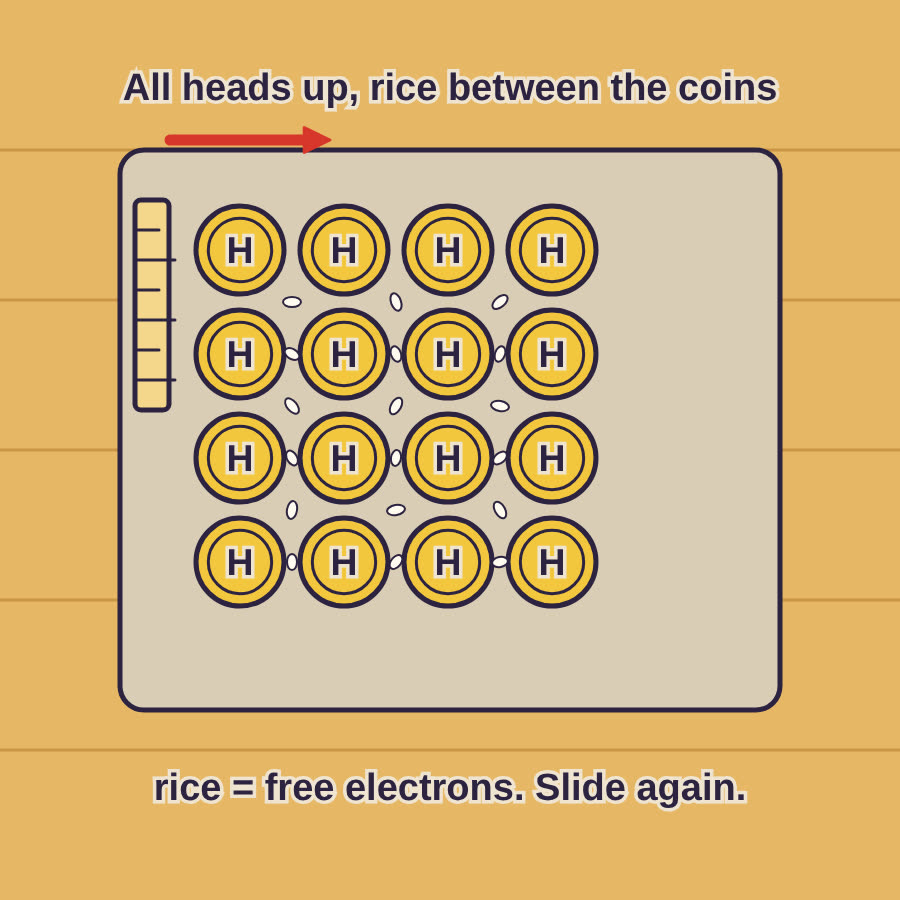 All heads up, rice between the coins
H H H H
H H H H
H H H H
H H H H
rice = free electrons. Slide again.